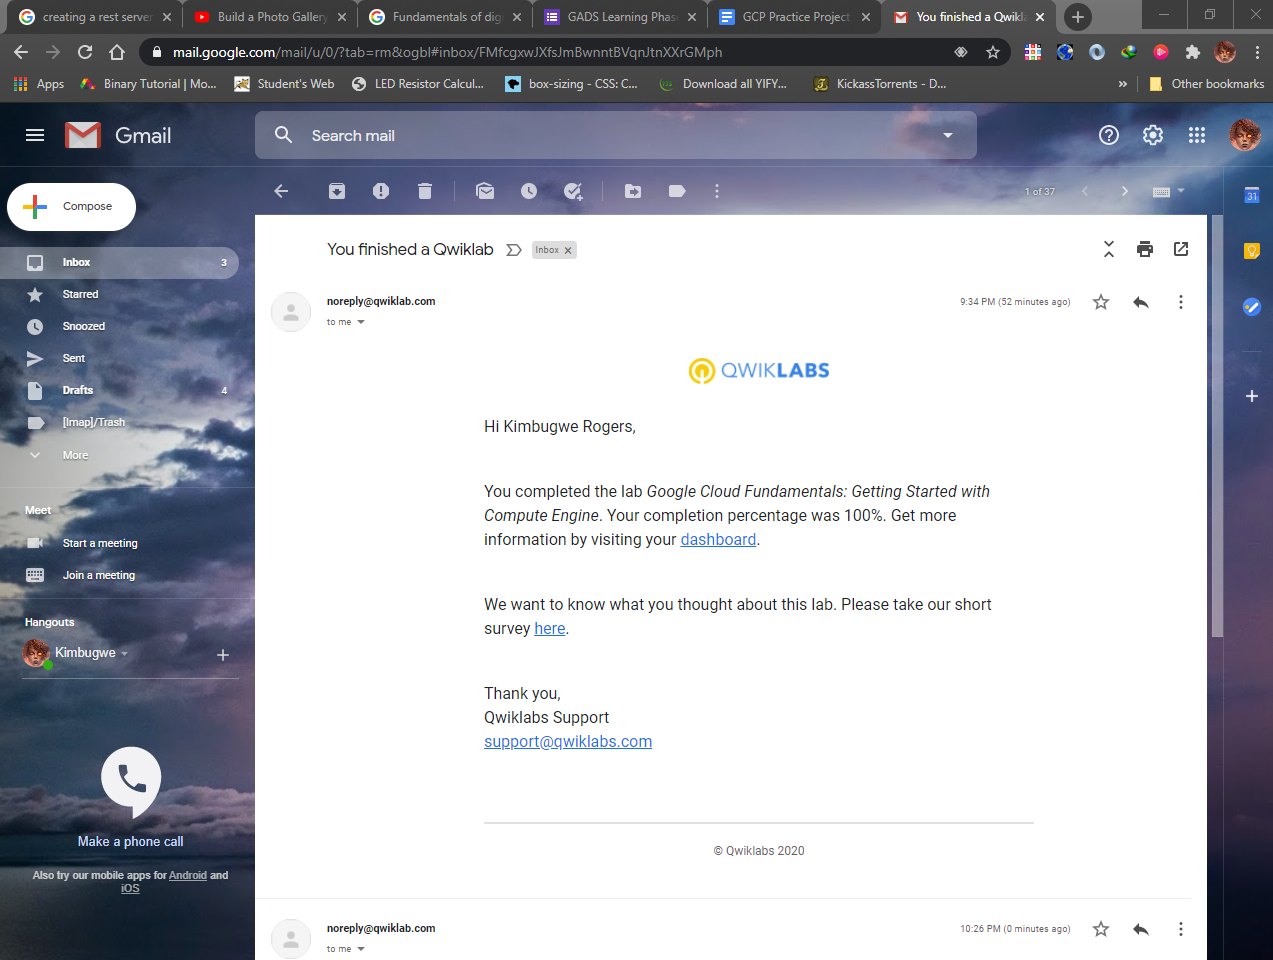 creating a rest server
Build a Photo Gallery
Fundamentals of dig
GADS Learning Phas
GCP Practice Project
You finished a Qwikl
mail.google.com/mail/u/0/?tab=rm&ogbl#inbox/FMfcgxwJXfsJmBwnntBVqnJtnXXrGMph
Apps
Binary Tutorial | Mo...
Student's Web
LED Resistor Calcul...
box-sizing - CSS: C...
Download all YIFY...
KickassTorrents - D...
»
Other bookmarks
Gmail
Search mail
Compose
1 of 37
31
Inbox 3
Starred
Snoozed
Sent
Drafts 4
[Imap]/Trash
More
Meet
Start a meeting
Join a meeting
Hangouts
Kimbugwe
Make a phone call
Also try our mobile apps for Android and
iOS
You finished a Qwiklab
Inbox
noreply@qwiklab.com
9:34 PM (52 minutes ago)
to me
QWIKLABS
Hi Kimbugwe Rogers,
You completed the lab Google Cloud Fundamentals: Getting Started with
Compute Engine. Your completion percentage was 100%. Get more
information by visiting your dashboard.
We want to know what you thought about this lab. Please take our short
survey here.
Thank you,
Qwiklabs Support
support@qwiklabs.com
© Qwiklabs 2020
noreply@qwiklab.com
10:26 PM (0 minutes ago)
to me